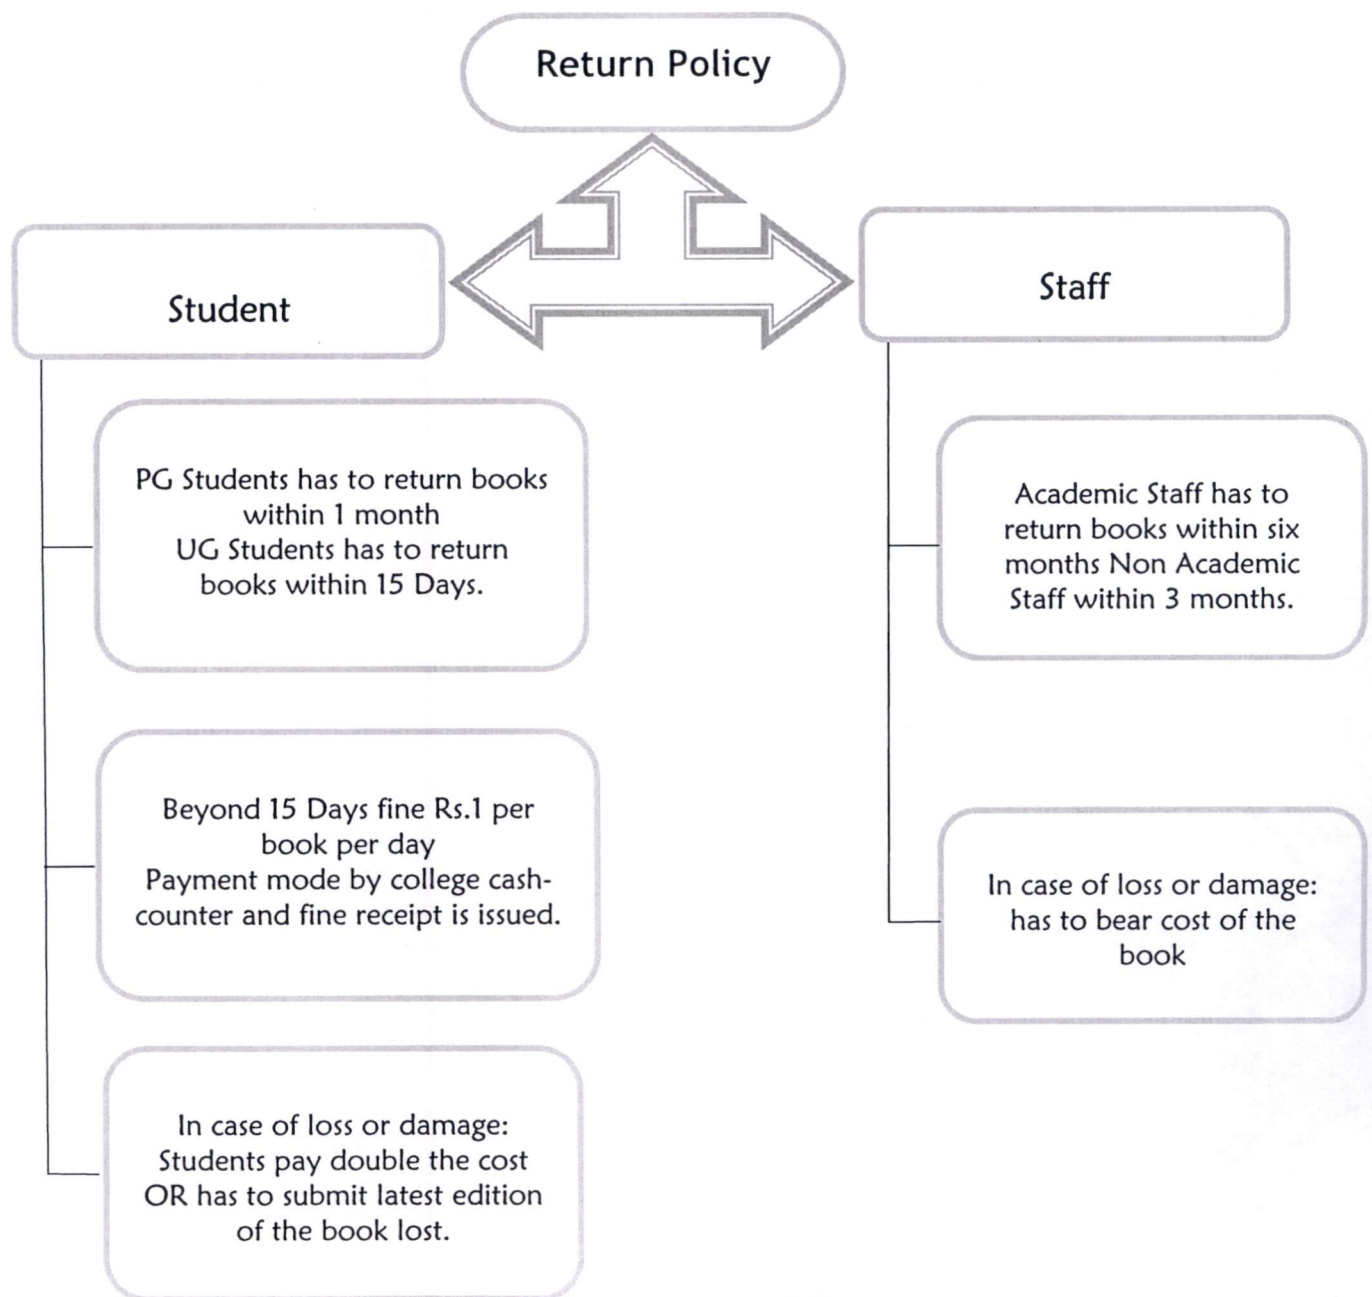 Return Policy
Student
PG Students has to return books
within 1 month
UG Students has to return
books within 15 Days.
Beyond 15 Days fine Rs.1 per
book per day
Payment mode by college cash-
counter and fine receipt is issued.
In case of loss or damage:
Students pay double the cost
OR has to submit latest edition
of the book lost.
Staff
Academic Staff has to
return books within six
months Non Academic
Staff within 3 months.
In case of loss or damage:
has to bear cost of the
book